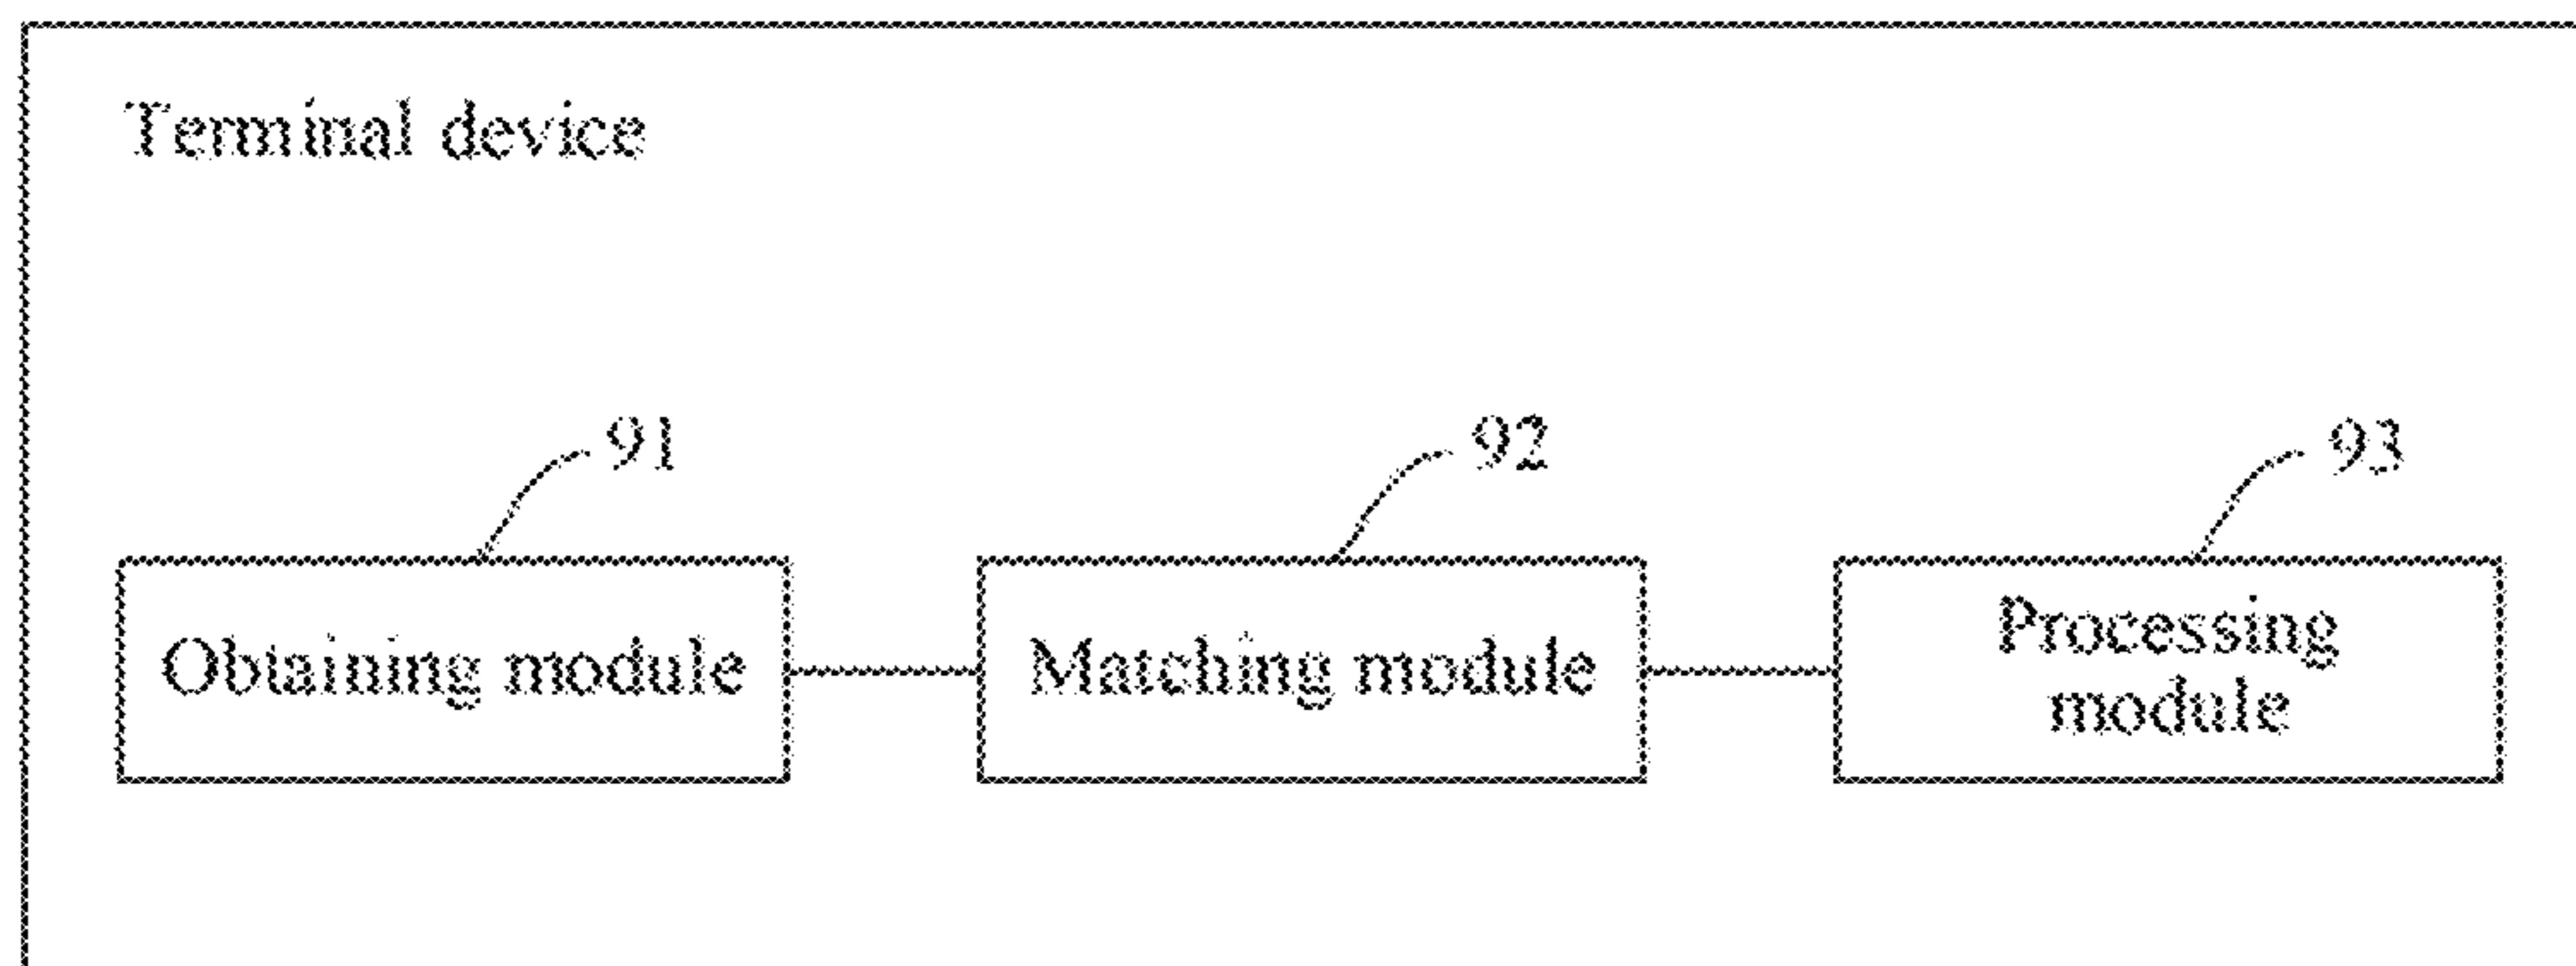 Terminal device
91
92
93
Obtaining module
Matching module
Processing
module